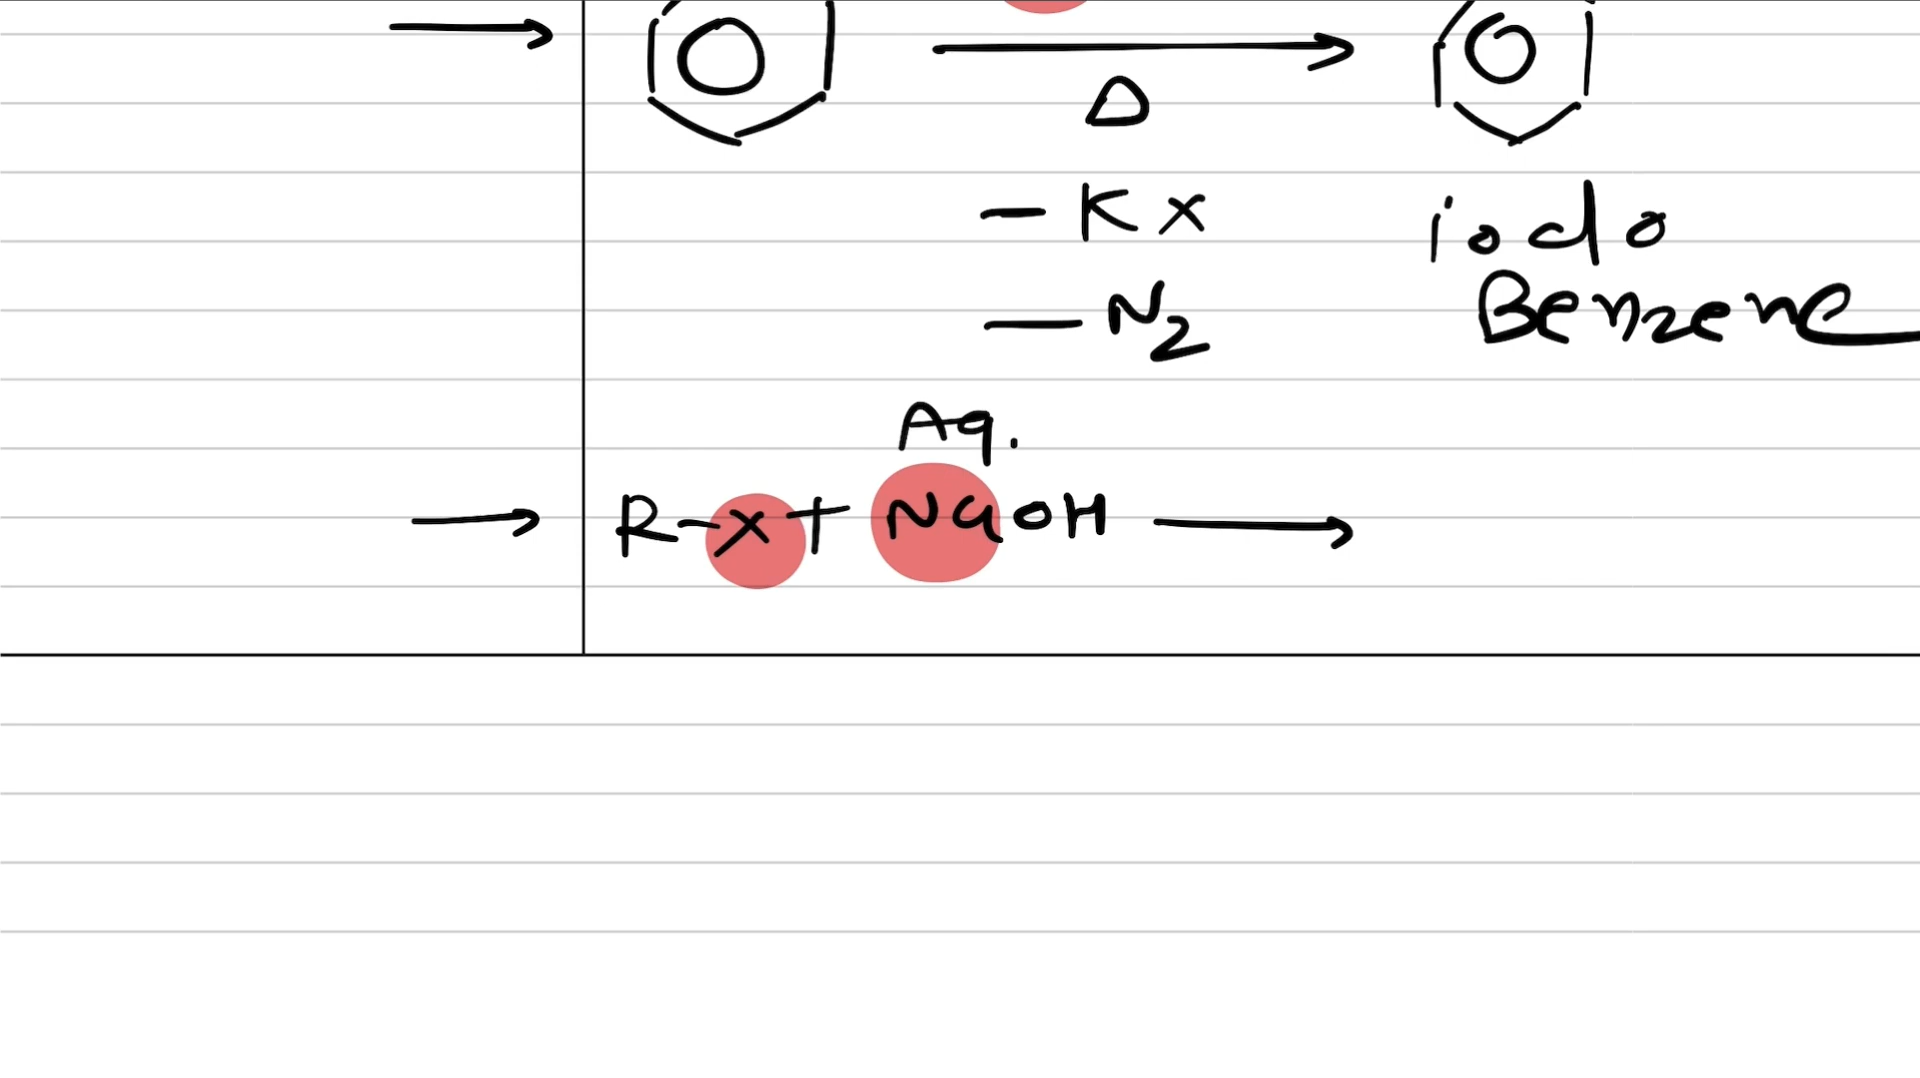 Δ
- Kx
iodo
- N2
Benzene
Aq.
R-x + NaOH →